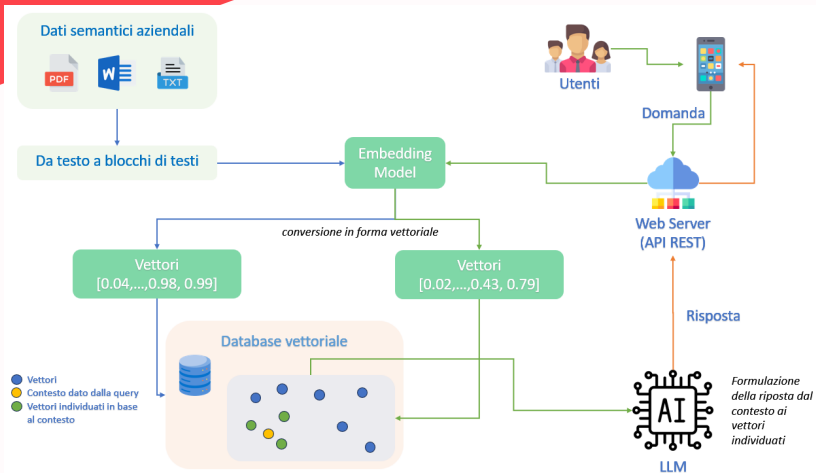 Dati semantici aziendali
PDF
W
TXT
Da testo a blocchi di testi
Embedding
Model
Utenti
Domanda
Web Server
(API REST)
conversione in forma vettoriale
Vettori
[0.04,...,0.98, 0.99]
Vettori
[0.02,...,0.43, 0.79]
Risposta
Database vettoriale
Vettori
Contesto dato dalla query
Vettori individuati in base
al contesto
AI
LLM
Formulazione
della riposta dal
contesto ai
vettori
individuati